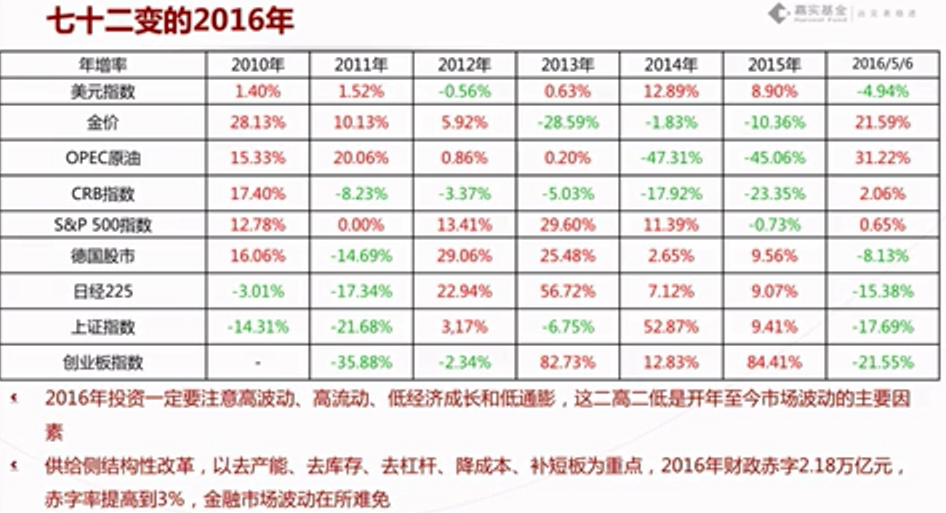 七十二变的2016年
嘉实基金
Harvest Fund
年增率 2010年 2011年 2012年 2013年 2014年 2015年 2016/5/6
美元指数 1.40% 1.52% -0.56% 0.63% 12.89% 8.90% -4.94%
金价 28.13% 10.13% 5.92% -28.59% -1.83% -10.36% 21.59%
OPEC原油 15.33% 20.06% 0.86% 0.20% -47.31% -45.06% 31.22%
CRB指数 17.40% -8.23% -3.37% -5.03% -17.92% -23.35% 2.06%
S&P 500指数 12.78% 0.00% 13.41% 29.60% 11.39% -0.73% 0.65%
德国股市 16.06% -14.69% 29.06% 25.48% 2.65% 9.56% -8.13%
日经225 -3.01% -17.34% 22.94% 56.72% 7.12% 9.07% -15.38%
上证指数 -14.31% -21.68% 3,17% -6.75% 52.87% 9.41% -17.69%
创业板指数 - -35.88% -2.34% 82.73% 12.83% 84.41% -21.55%
2016年投资一定要注意高波动、高流动、低经济成长和低通膨，这二高二低是开年至今市场波动的主要因
素
供给侧结构性改革，以去产能、去库存、去杠杆、降成本、补短板为重点，2016年财政赤字2.18万亿元，
赤字率提高到3%，金融市场波动在所难免